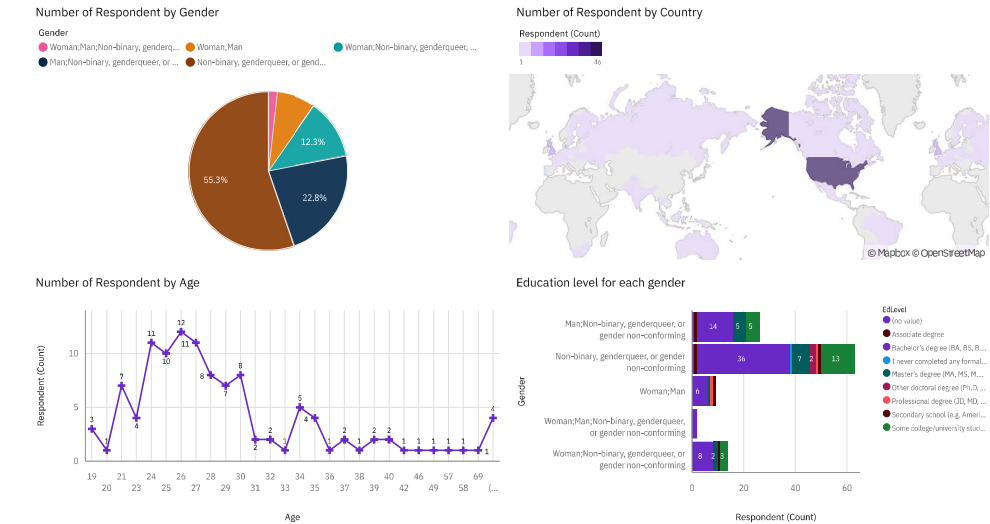 Number of Respondent by Gender
Gender
Woman;Man;Non-binary, genderq...
Woman;Man
Woman;Non-binary, genderqueer, ...
Man;Non-binary, genderqueer, or ...
Non-binary, genderqueer, or gend...
12.3%
55.3%
22.8%
Number of Respondent by Country
Respondent (Count)
1 46
© Mapbox © OpenStreetMap
Number of Respondent by Age
Respondent (Count)
10
5
0
3 1 7 4 11 10 12 11 8 7 8 2 2 1 5 4 1 2 1 2 2 1 1 1 1 1 1 4
19 21 24 26 28 30 32 34 36 38 40 46 57 69
20 23 25 27 29 31 33 35 37 39 42 49 58 (...
Age
Education level for each gender
Gender
Man;Non-binary, genderqueer, or
gender non-conforming
14 5 5
Non-binary, genderqueer, or gender
non-conforming
36 7 2 13
Woman;Man
6
Woman;Man;Non-binary, genderqueer,
or gender non-conforming
Woman;Non-binary, genderqueer, or
gender non-conforming
8 2 3
0 20 40 60
Respondent (Count)
EdLevel
(no value)
Associate degree
Bachelor's degree (BA, BS, B....
I never completed any formal...
Master's degree (MA, MS, M....
Other doctoral degree (Ph.D, ...
Professional degree (JD, MD, ...
Secondary school (e.g. Ameri...
Some college/university stud...